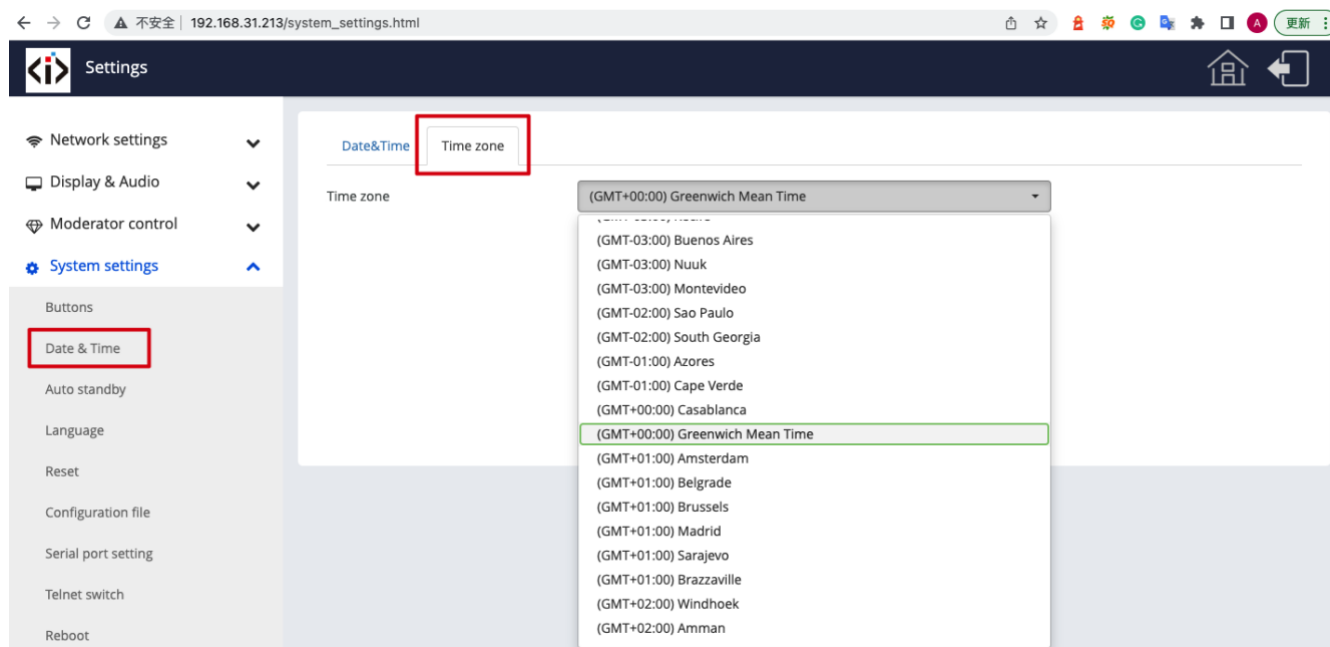 不安全 | 192.168.31.213/system_settings.html
A
更新
<i>
Settings
Network settings
Display & Audio
Moderator control
System settings
Buttons
Date & Time
Auto standby
Language
Reset
Configuration file
Serial port setting
Telnet switch
Reboot
Date&Time
Time zone
Time zone
(GMT+00:00) Greenwich Mean Time
(GMT-03:00) Buenos Aires
(GMT-03:00) Nuuk
(GMT-03:00) Montevideo
(GMT-02:00) Sao Paulo
(GMT-02:00) South Georgia
(GMT-01:00) Azores
(GMT-01:00) Cape Verde
(GMT+00:00) Casablanca
(GMT+00:00) Greenwich Mean Time
(GMT+01:00) Amsterdam
(GMT+01:00) Belgrade
(GMT+01:00) Brussels
(GMT+01:00) Madrid
(GMT+01:00) Sarajevo
(GMT+01:00) Brazzaville
(GMT+02:00) Windhoek
(GMT+02:00) Amman